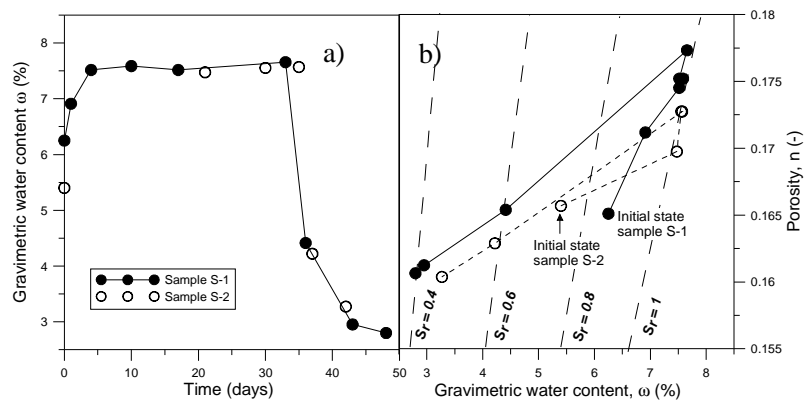 a)
Gravimetric water content ω (%)
8
7
6
5
4
3
Sample S-1
Sample S-2
0 10 20 30 40 50
Time (days)
b)
0.18
0.175
0.17
0.165
0.16
0.155
Porosity, n (-)
Initial state
sample S-1
Initial state
sample S-2
Sr = 0.4
Sr = 0.6
Sr = 0.8
Sr = 1
3 4 5 6 7 8
Gravimetric water content, ω (%)